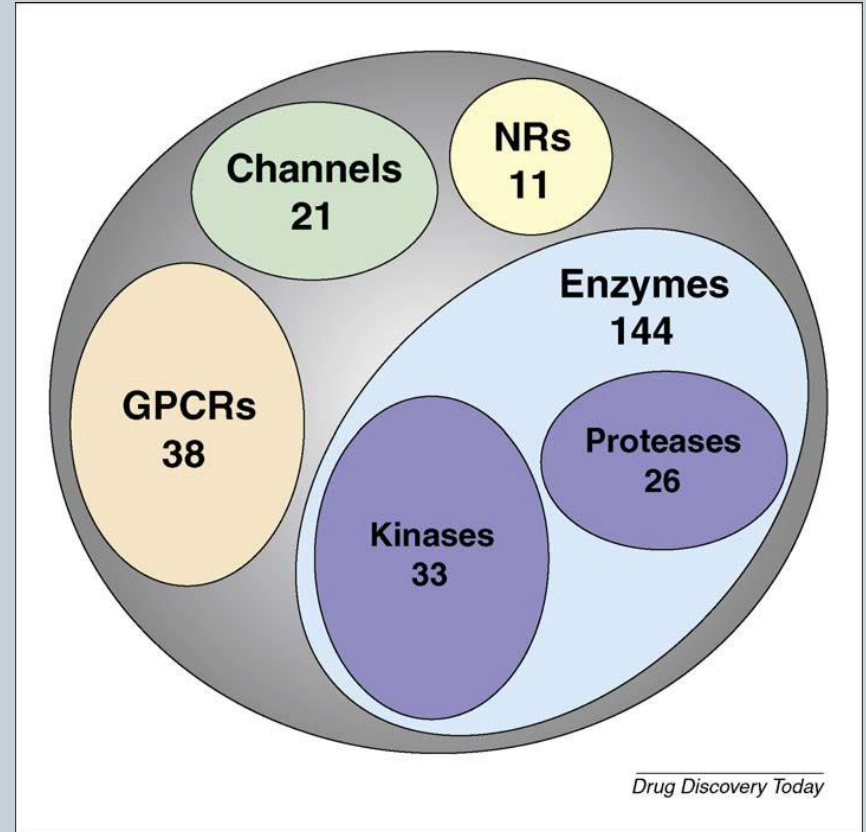 Channels
21
NRs
11
Enzymes
144
GPCRs
38
Proteases
26
Kinases
33
Drug Discovery Today